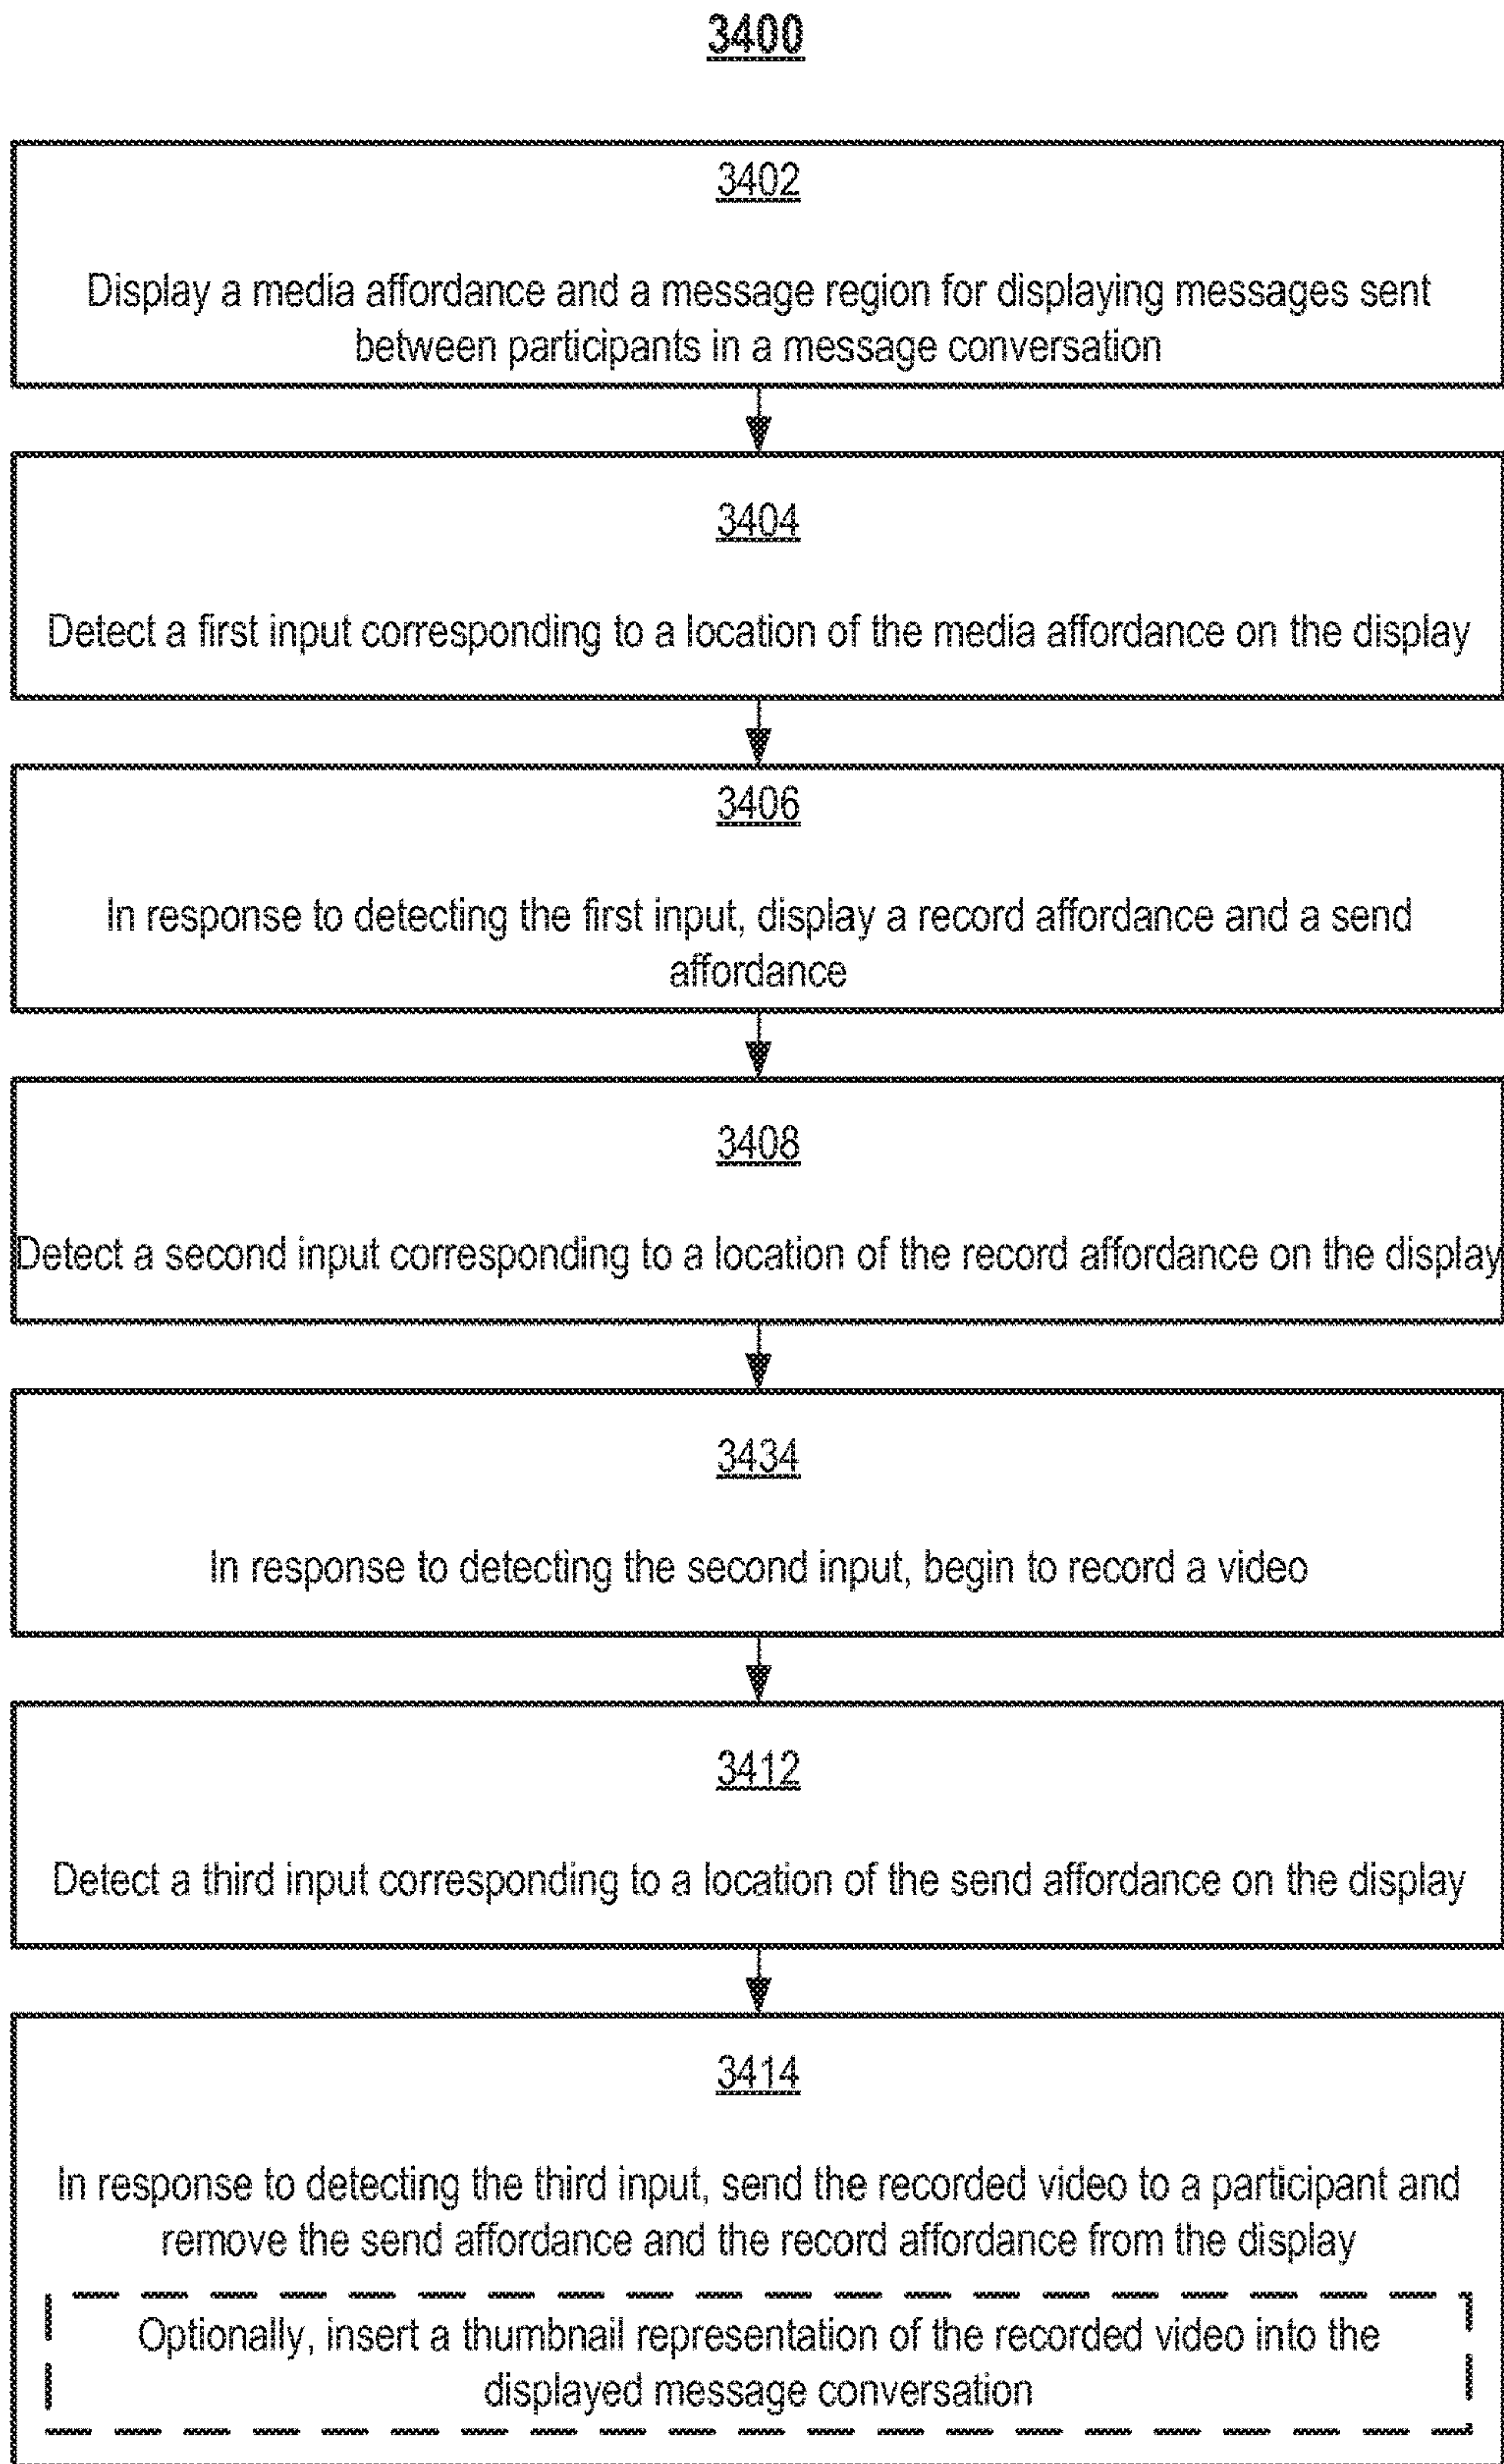 3400
3402
Display a media affordance and a message region for displaying messages sent
between participants in a message conversation
3404
Detect a first input corresponding to a location of the media affordance on the display
3406
In response to detecting the first input, display a record affordance and a send
affordance
3408
Detect a second input corresponding to a location of the record affordance on the display
3434
In response to detecting the second input, begin to record a video
3412
Detect a third input corresponding to a location of the send affordance on the display
3414
In response to detecting the third input, send the recorded video to a participant and
remove the send affordance and the record affordance from the display
Optionally, insert a thumbnail representation of the recorded video into the
displayed message conversation